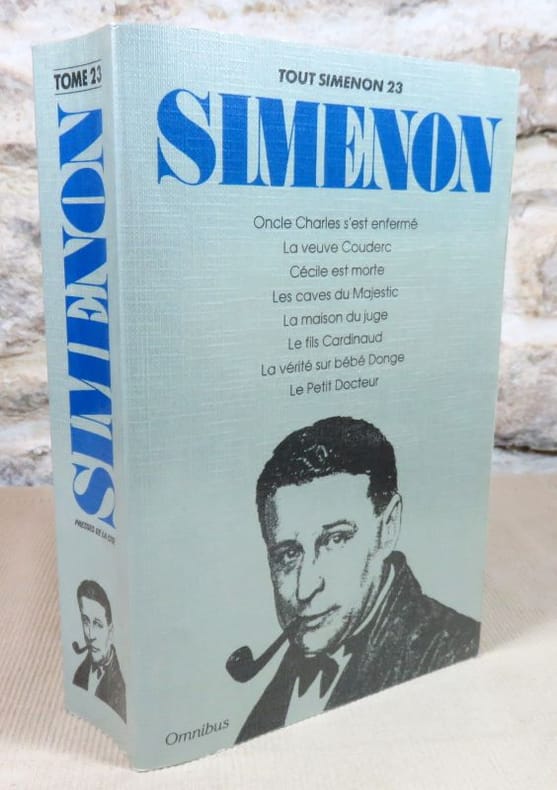 TOME 23
SIMENON
PRESSES DE LA CITÉ
TOUT SIMENON 23
SIMENON
Oncle Charles s'est enfermé
La veuve Couderc
Cécile est morte
Les caves du Majestic
La maison du juge
Le fils Cardinaud
La vérité sur bébé Donge
Le Petit Docteur
Omnibus